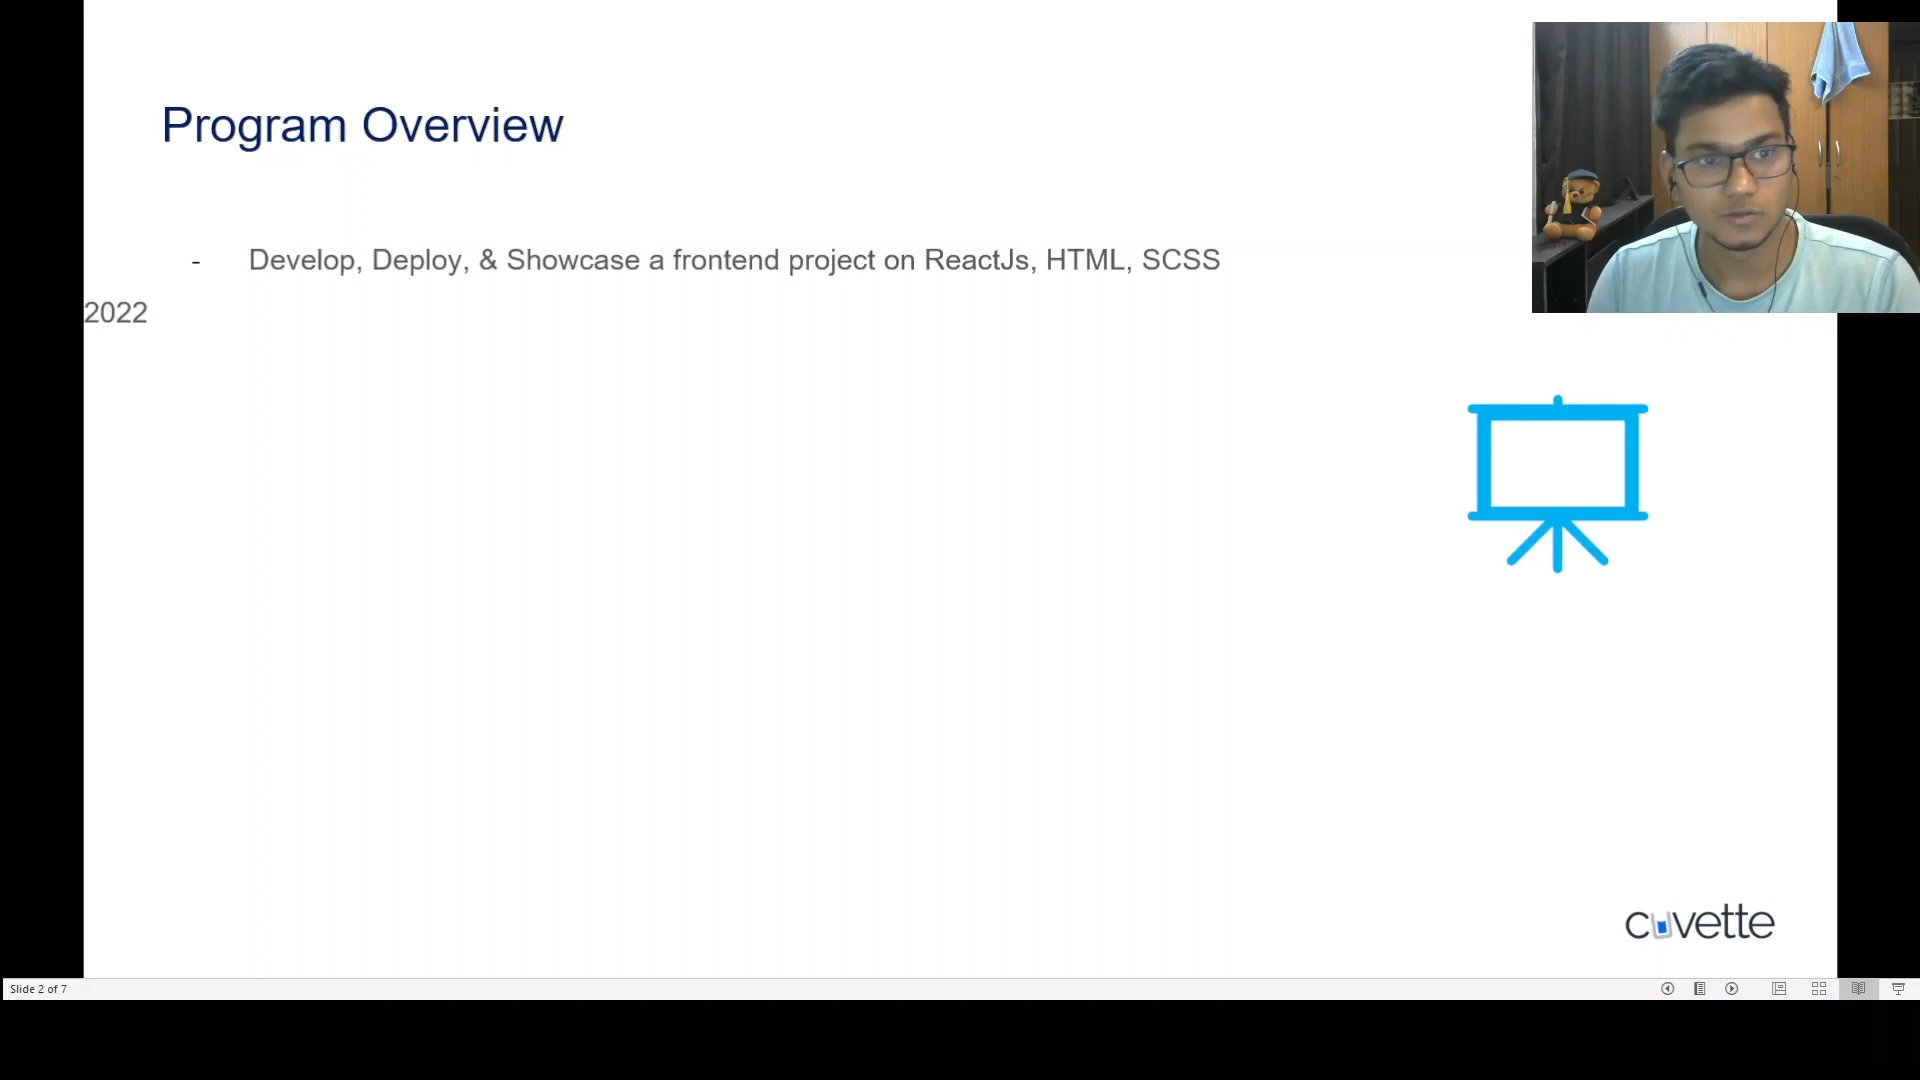 Program Overview
- Develop, Deploy, & Showcase a frontend project on ReactJs, HTML, SCSS
2022
cuvette
Slide 2 of 7